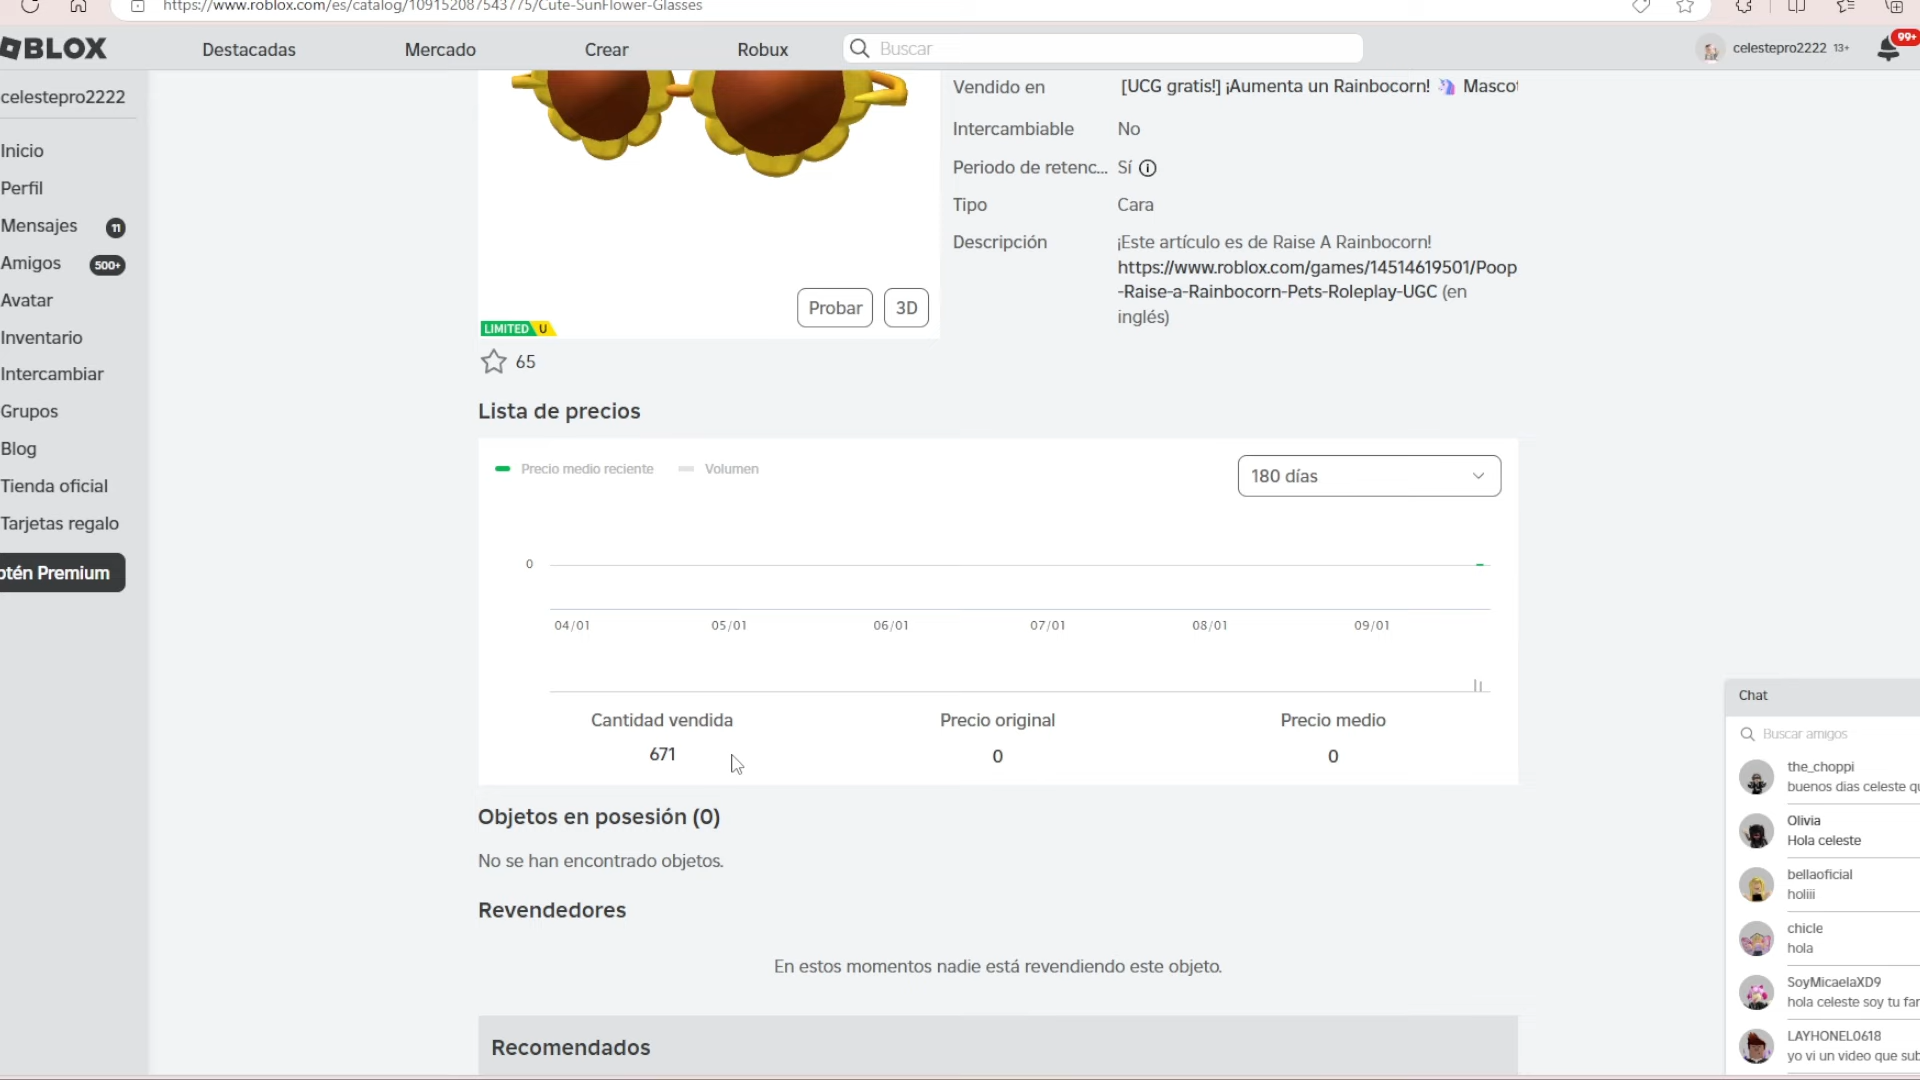 https://www.roblox.com/es/catalog/109152087543775/Cute-SunFlower-Glasses
BLOX
Destacadas
Mercado
Crear
Robux
Buscar
celestepro2222 13+
99+
celestepro2222
Inicio
Perfil
Mensajes 11
Amigos 500+
Avatar
Inventario
Intercambiar
Grupos
Blog
Tienda oficial
Tarjetas regalo
btén Premium
Vendido en [UCG gratis!] ¡Aumenta un Rainbocorn! 🦄 Mascot
Intercambiable No
Periodo de retenc... Sí
Tipo Cara
Descripción ¡Este artículo es de Raise A Rainbocorn!
https://www.roblox.com/games/14514619501/Poop
-Raise-a-Rainbocorn-Pets-Roleplay-UGC (en
inglés)
Probar
3D
LIMITED U
65
Lista de precios
Precio medio reciente
Volumen
180 días
0
04/01 05/01 06/01 07/01 08/01 09/01
Cantidad vendida Precio original Precio medio
671 0 0
Objetos en posesión (0)
No se han encontrado objetos.
Revendedores
En estos momentos nadie está revendiendo este objeto.
Recomendados
Chat
Buscar amigos
the_choppi
buenos dias celeste qu
Olivia
Hola celeste
bellaoficial
holiii
chicle
hola
SoyMicaelaXD9
hola celeste soy tu fan
LAYHONEL0618
yo vi un video que sub